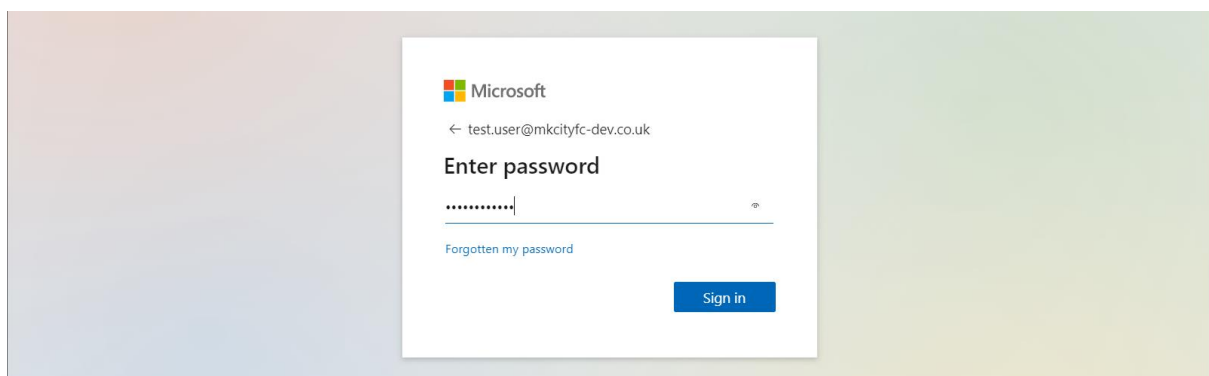 Microsoft
← test.user@mkcityfc-dev.co.uk
Enter password
••••••••••••
Forgotten my password
Sign in